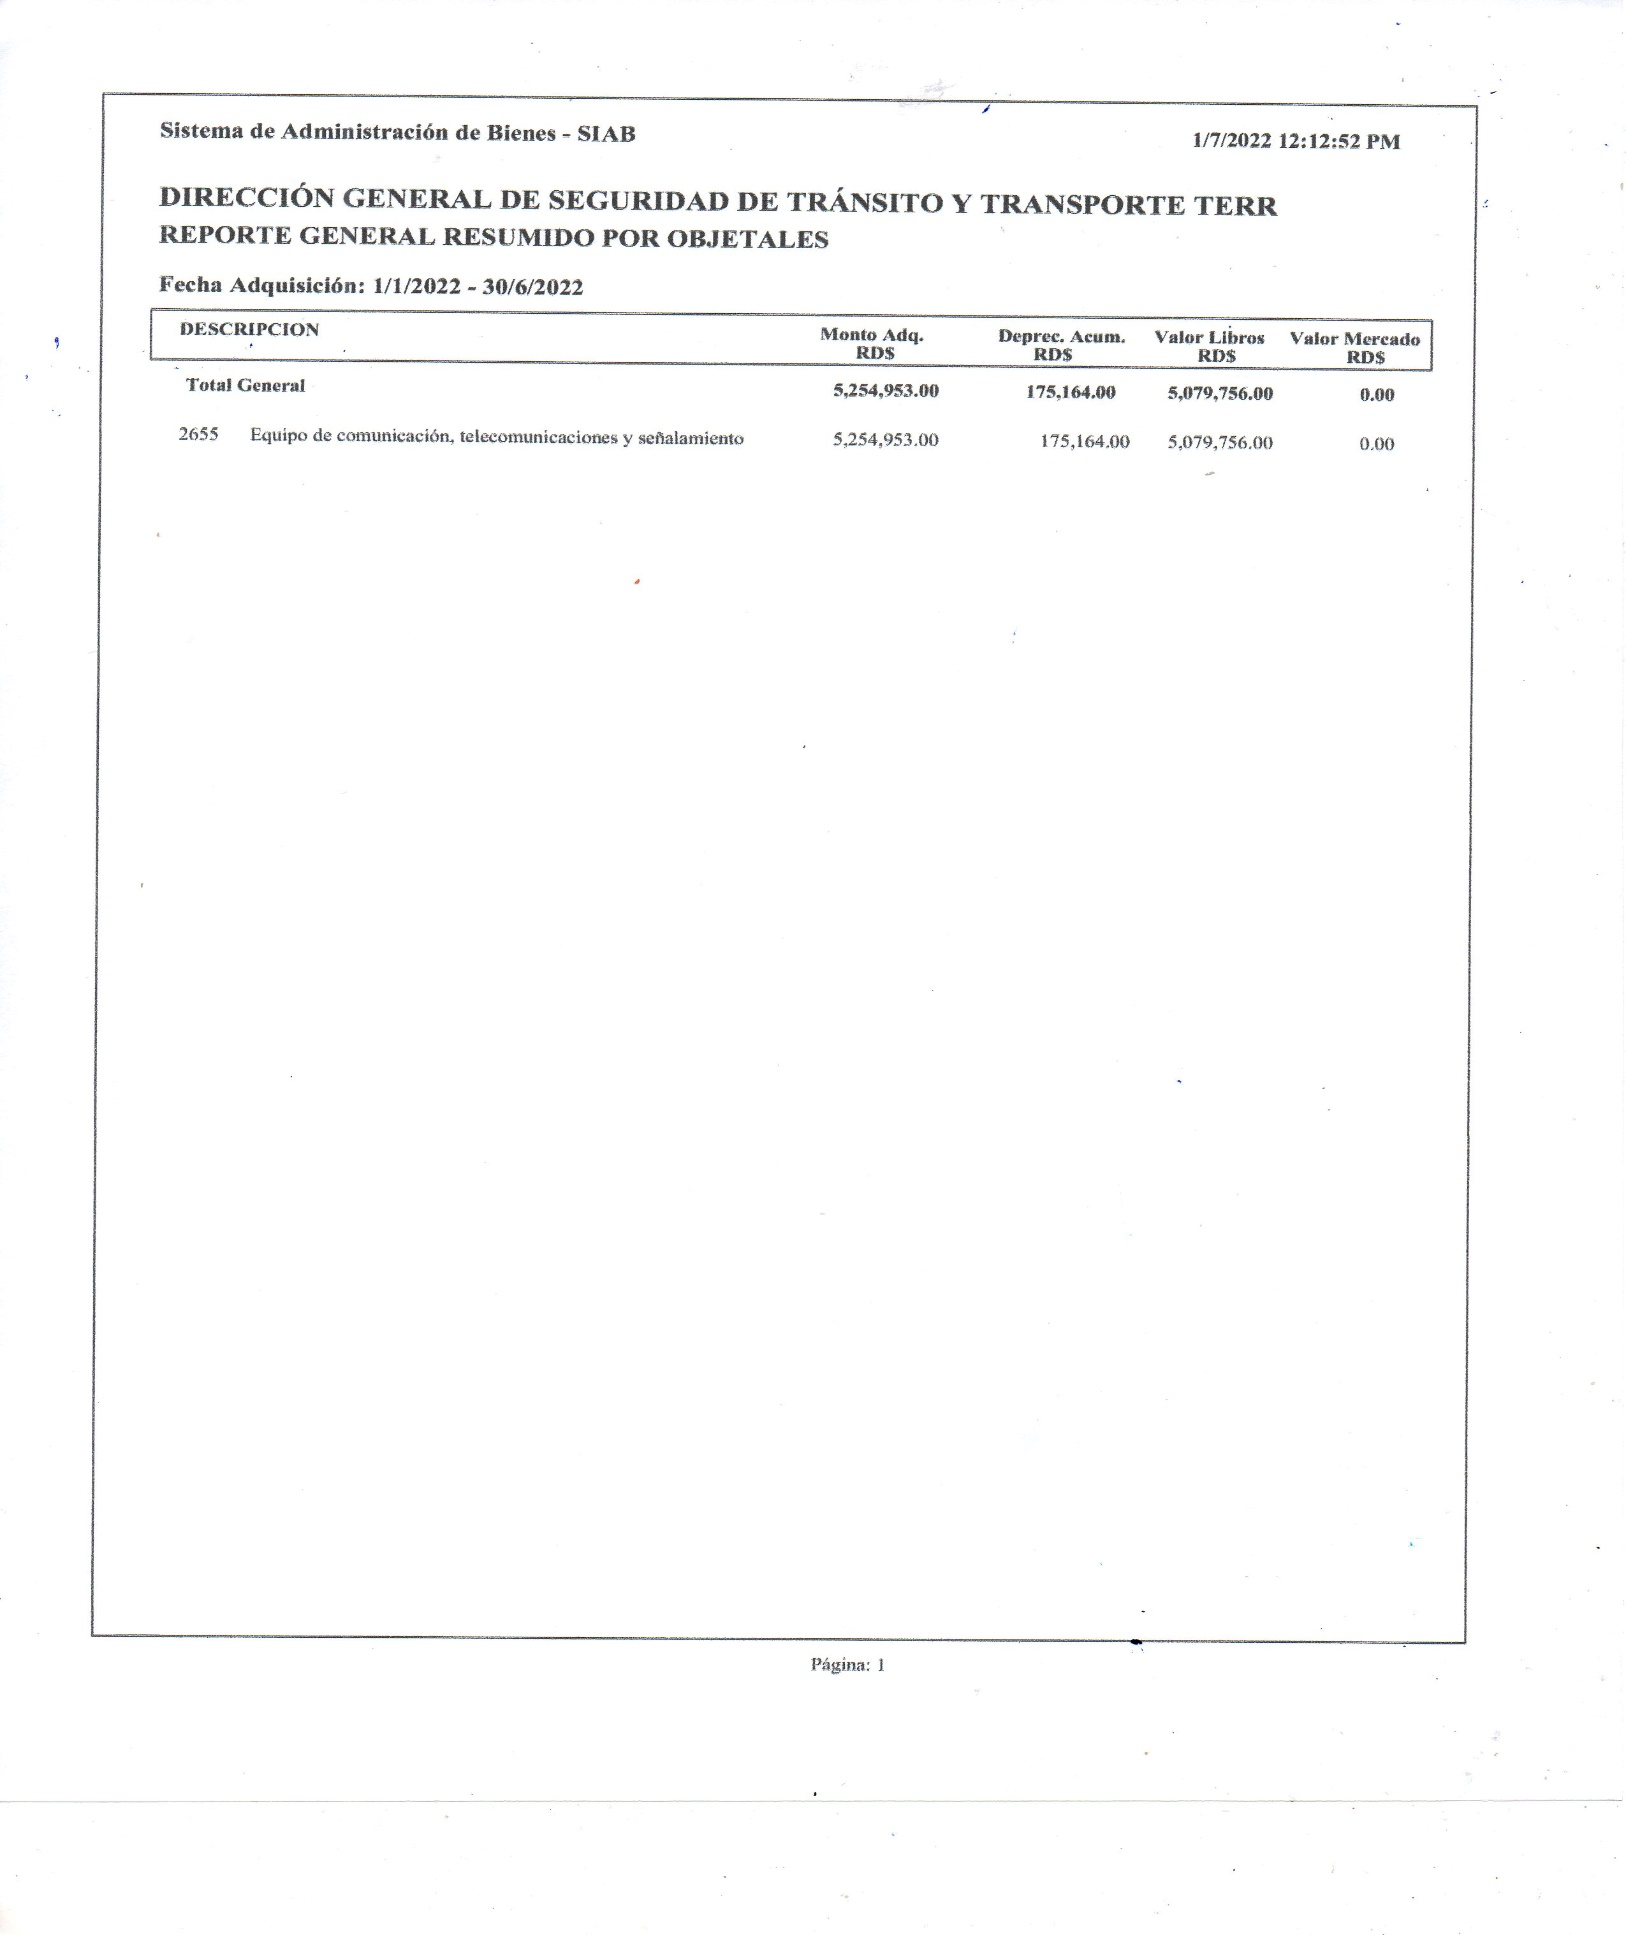 Sistema de Administración de Bienes - SIAB 1/7/2022 12:12:52 PM
DIRECCIÓN GENERAL DE SEGURIDAD DE TRÁNSITO Y TRANSPORTE TERR
REPORTE GENERAL RESUMIDO POR OBJETALES
Fecha Adquisición: 1/1/2022 - 30/6/2022
DESCRIPCION Monto Adq. Deprec. Acum. Valor Libros Valor Mercado
RD$ RD$ RD$ RD$
Total General 5,254,953.00 175,164.00 5,079,756.00 0.00
2655 Equipo de comunicación, telecomunicaciones y señalamiento 5,254,953.00 175,164.00 5,079,756.00 0.00
Página: 1